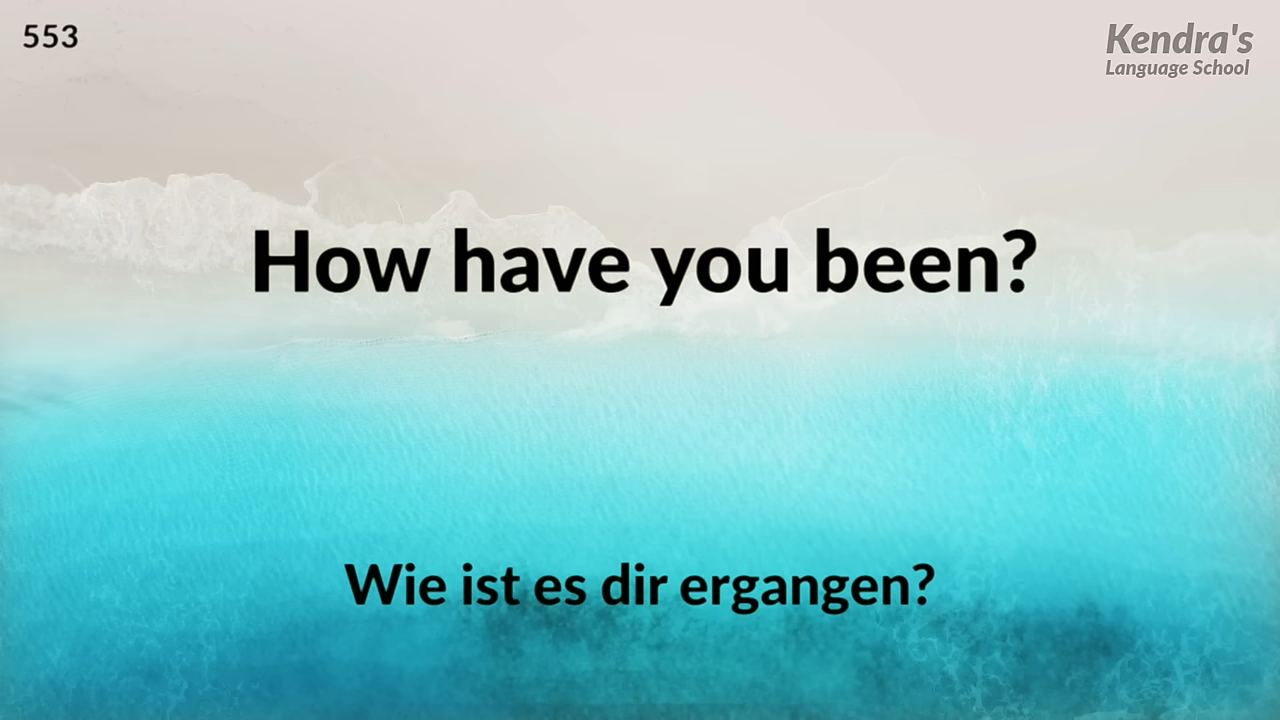 553
Kendra's
Language School
How have you been?
Wie ist es dir ergangen?